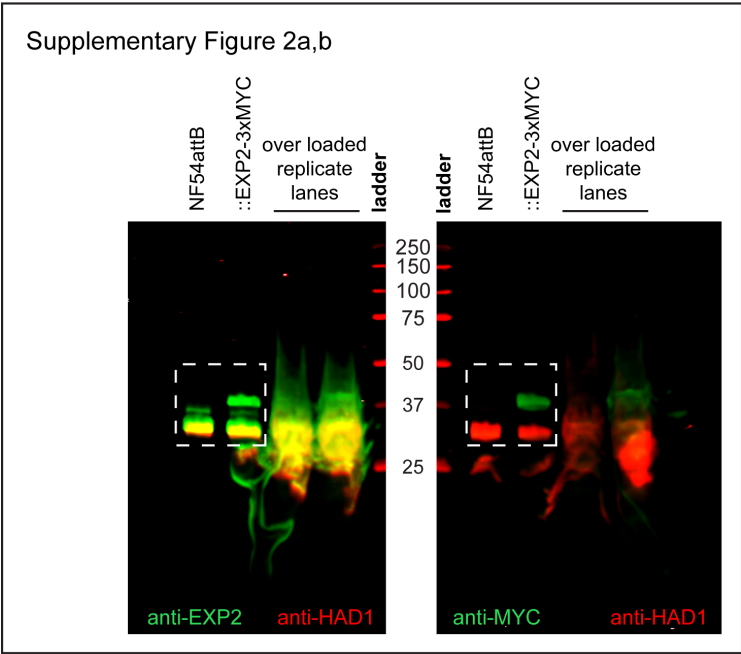 Supplementary Figure 2a,b
NF54attB
::EXP2-3xMYC
over loaded
replicate
lanes
ladder
ladder
NF54attB
::EXP2-3xMYC
over loaded
replicate
lanes
250
150
100
75
50
37
25
anti-EXP2 anti-HAD1
anti-MYC anti-HAD1